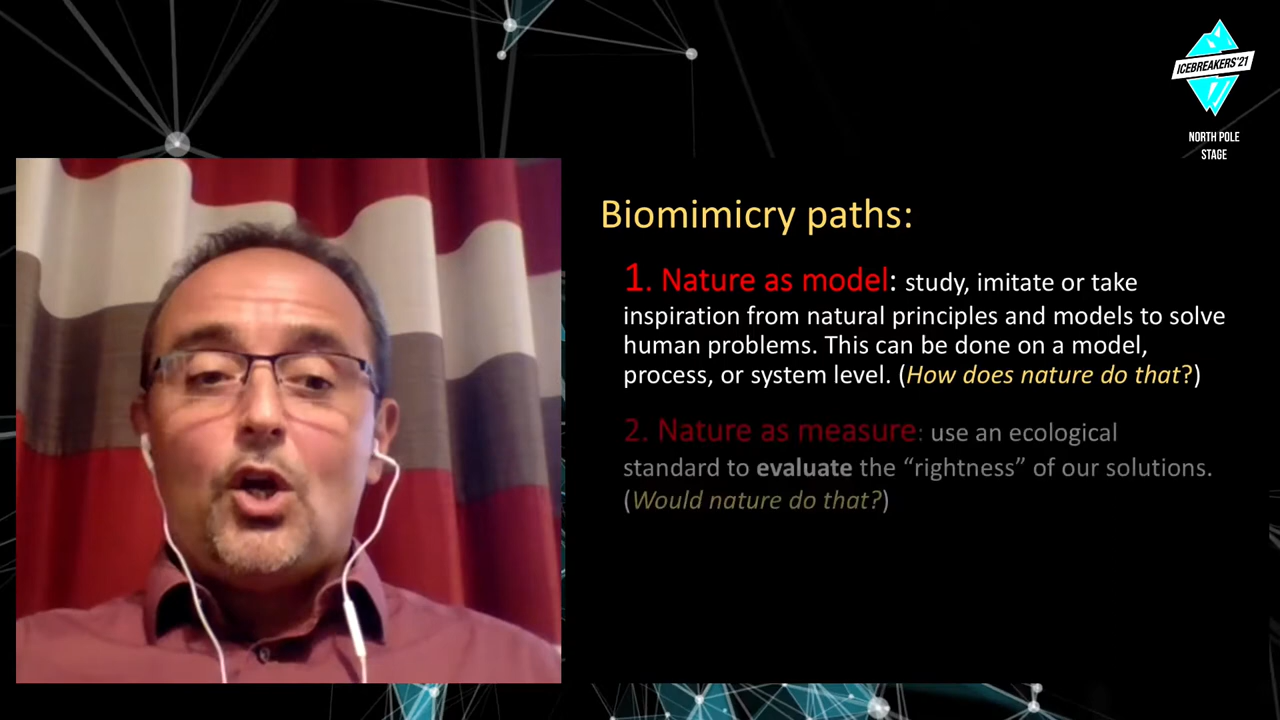 ICEBREAKERS'21
NORTH POLE
STAGE
Biomimicry paths:
1. Nature as model: study, imitate or take
inspiration from natural principles and models to solve
human problems. This can be done on a model,
process, or system level. (How does nature do that?)
2. Nature as measure: use an ecological
standard to evaluate the “rightness” of our solutions.
(Would nature do that?)